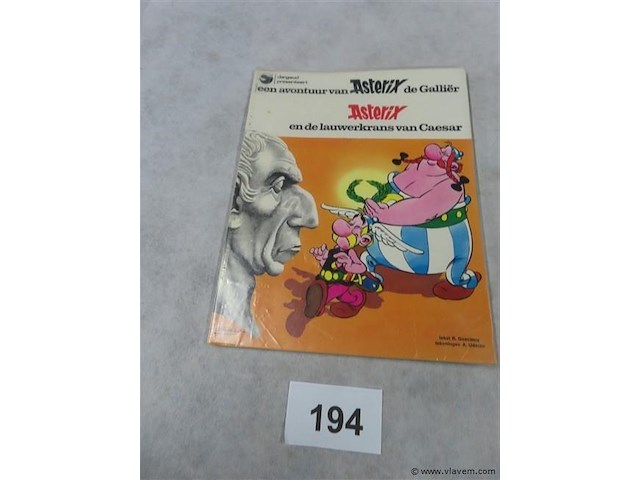 dargaud
presenteert
een avontuur van Asterix de Galliër
Asterix
en de lauwerkrans van Caesar
tekst R. Goscinny
tekeningen A. Uderzo
194
© www.vlavem.com